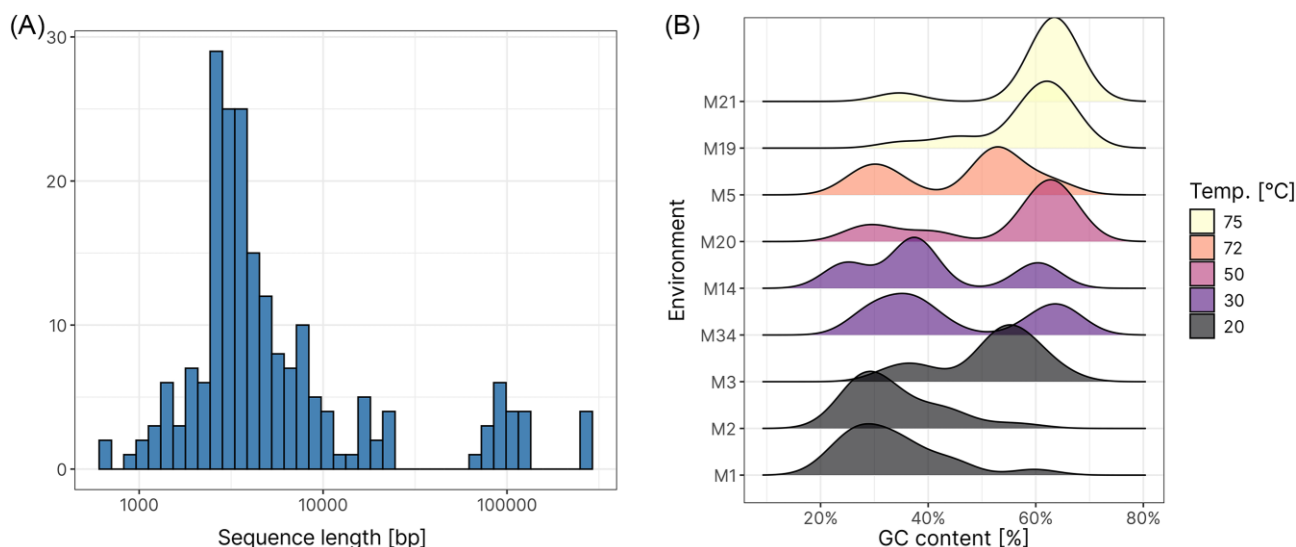 (A)
30
20
10
0
1000
10000
100000
Sequence length [bp]
(B)
Environment
M21
M19
M5
M20
M14
M34
M3
M2
M1
20%
40%
60%
80%
GC content [%]
Temp. [°C]
75
72
50
30
20